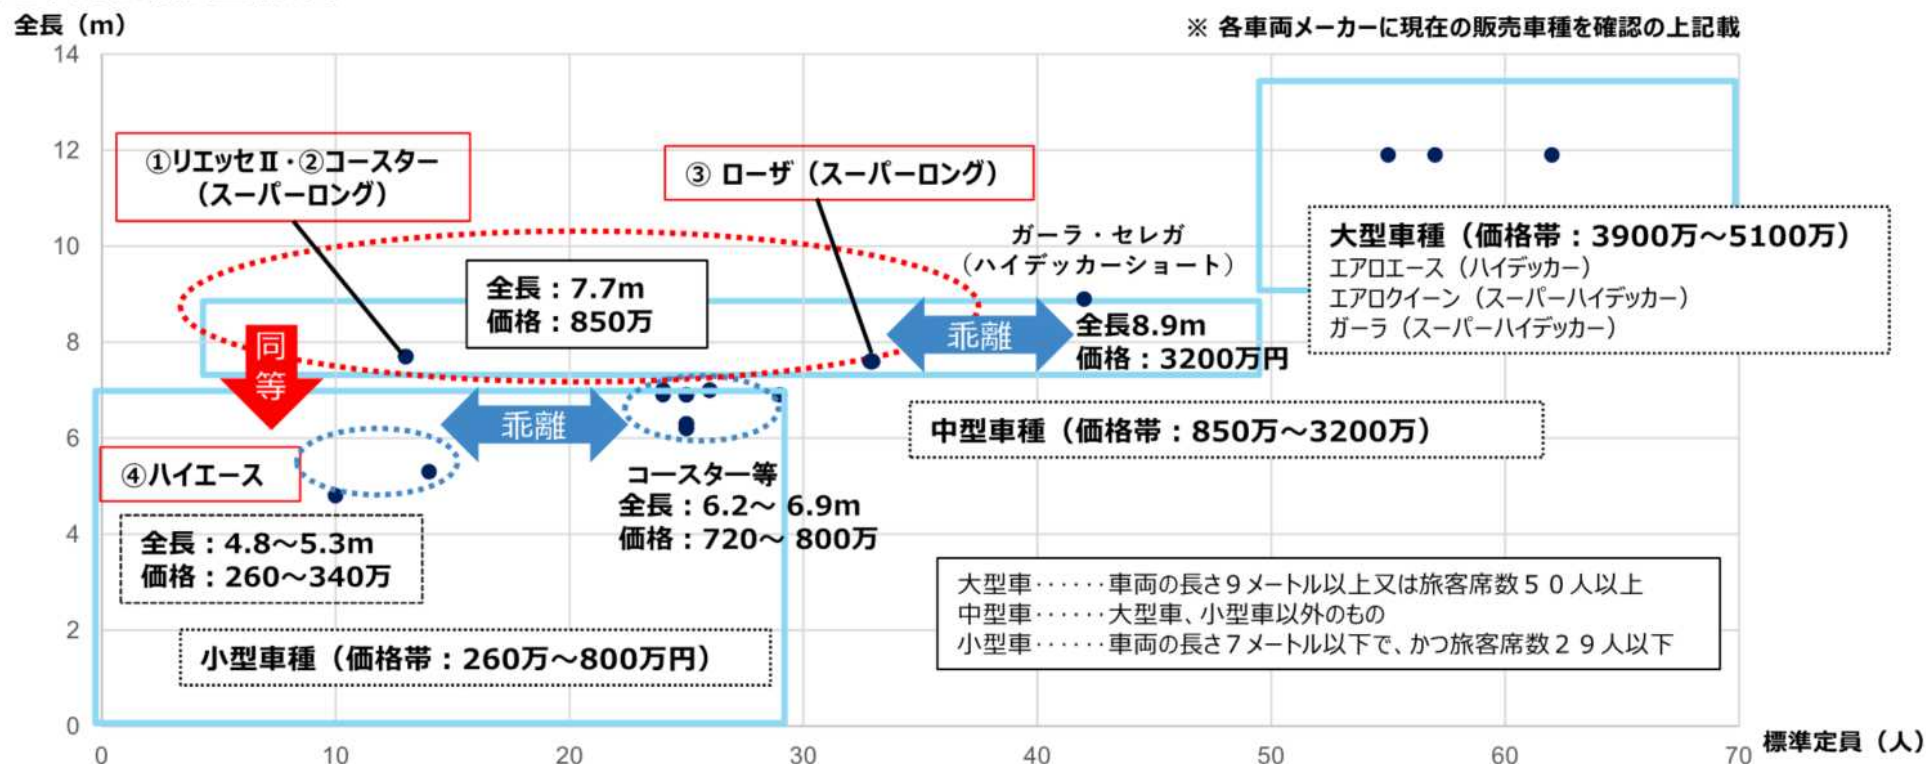 全長（m）
※ 各車両メーカーに現在の販売車種を確認の上記載
14
12
10
8
6
4
2
0
①リエッセⅡ・②コースター
（スーパーロング）
③ ローザ（スーパーロング）
ガーラ・セレガ
（ハイデッカーショート）
大型車種（価格帯：3900万～5100万）
エアロエース（ハイデッカー）
エアロクイーン（スーパーハイデッカー）
ガーラ（スーパーハイデッカー）
全長：7.7m
価格：850万
同等
乖離
全長8.9m
価格：3200万円
乖離
中型車種（価格帯：850万～3200万）
④ハイエース
コースター等
全長：6.2～ 6.9m
価格：720～ 800万
全長：4.8～5.3m
価格：260～340万
大型車‥‥‥車両の長さ９メートル以上又は旅客席数５０人以上
中型車‥‥‥大型車、小型車以外のもの
小型車‥‥‥車両の長さ７メートル以下で、かつ旅客席数２９人以下
小型車種（価格帯：260万～800万円）
0
10
20
30
40
50
60
70
標準定員（人）